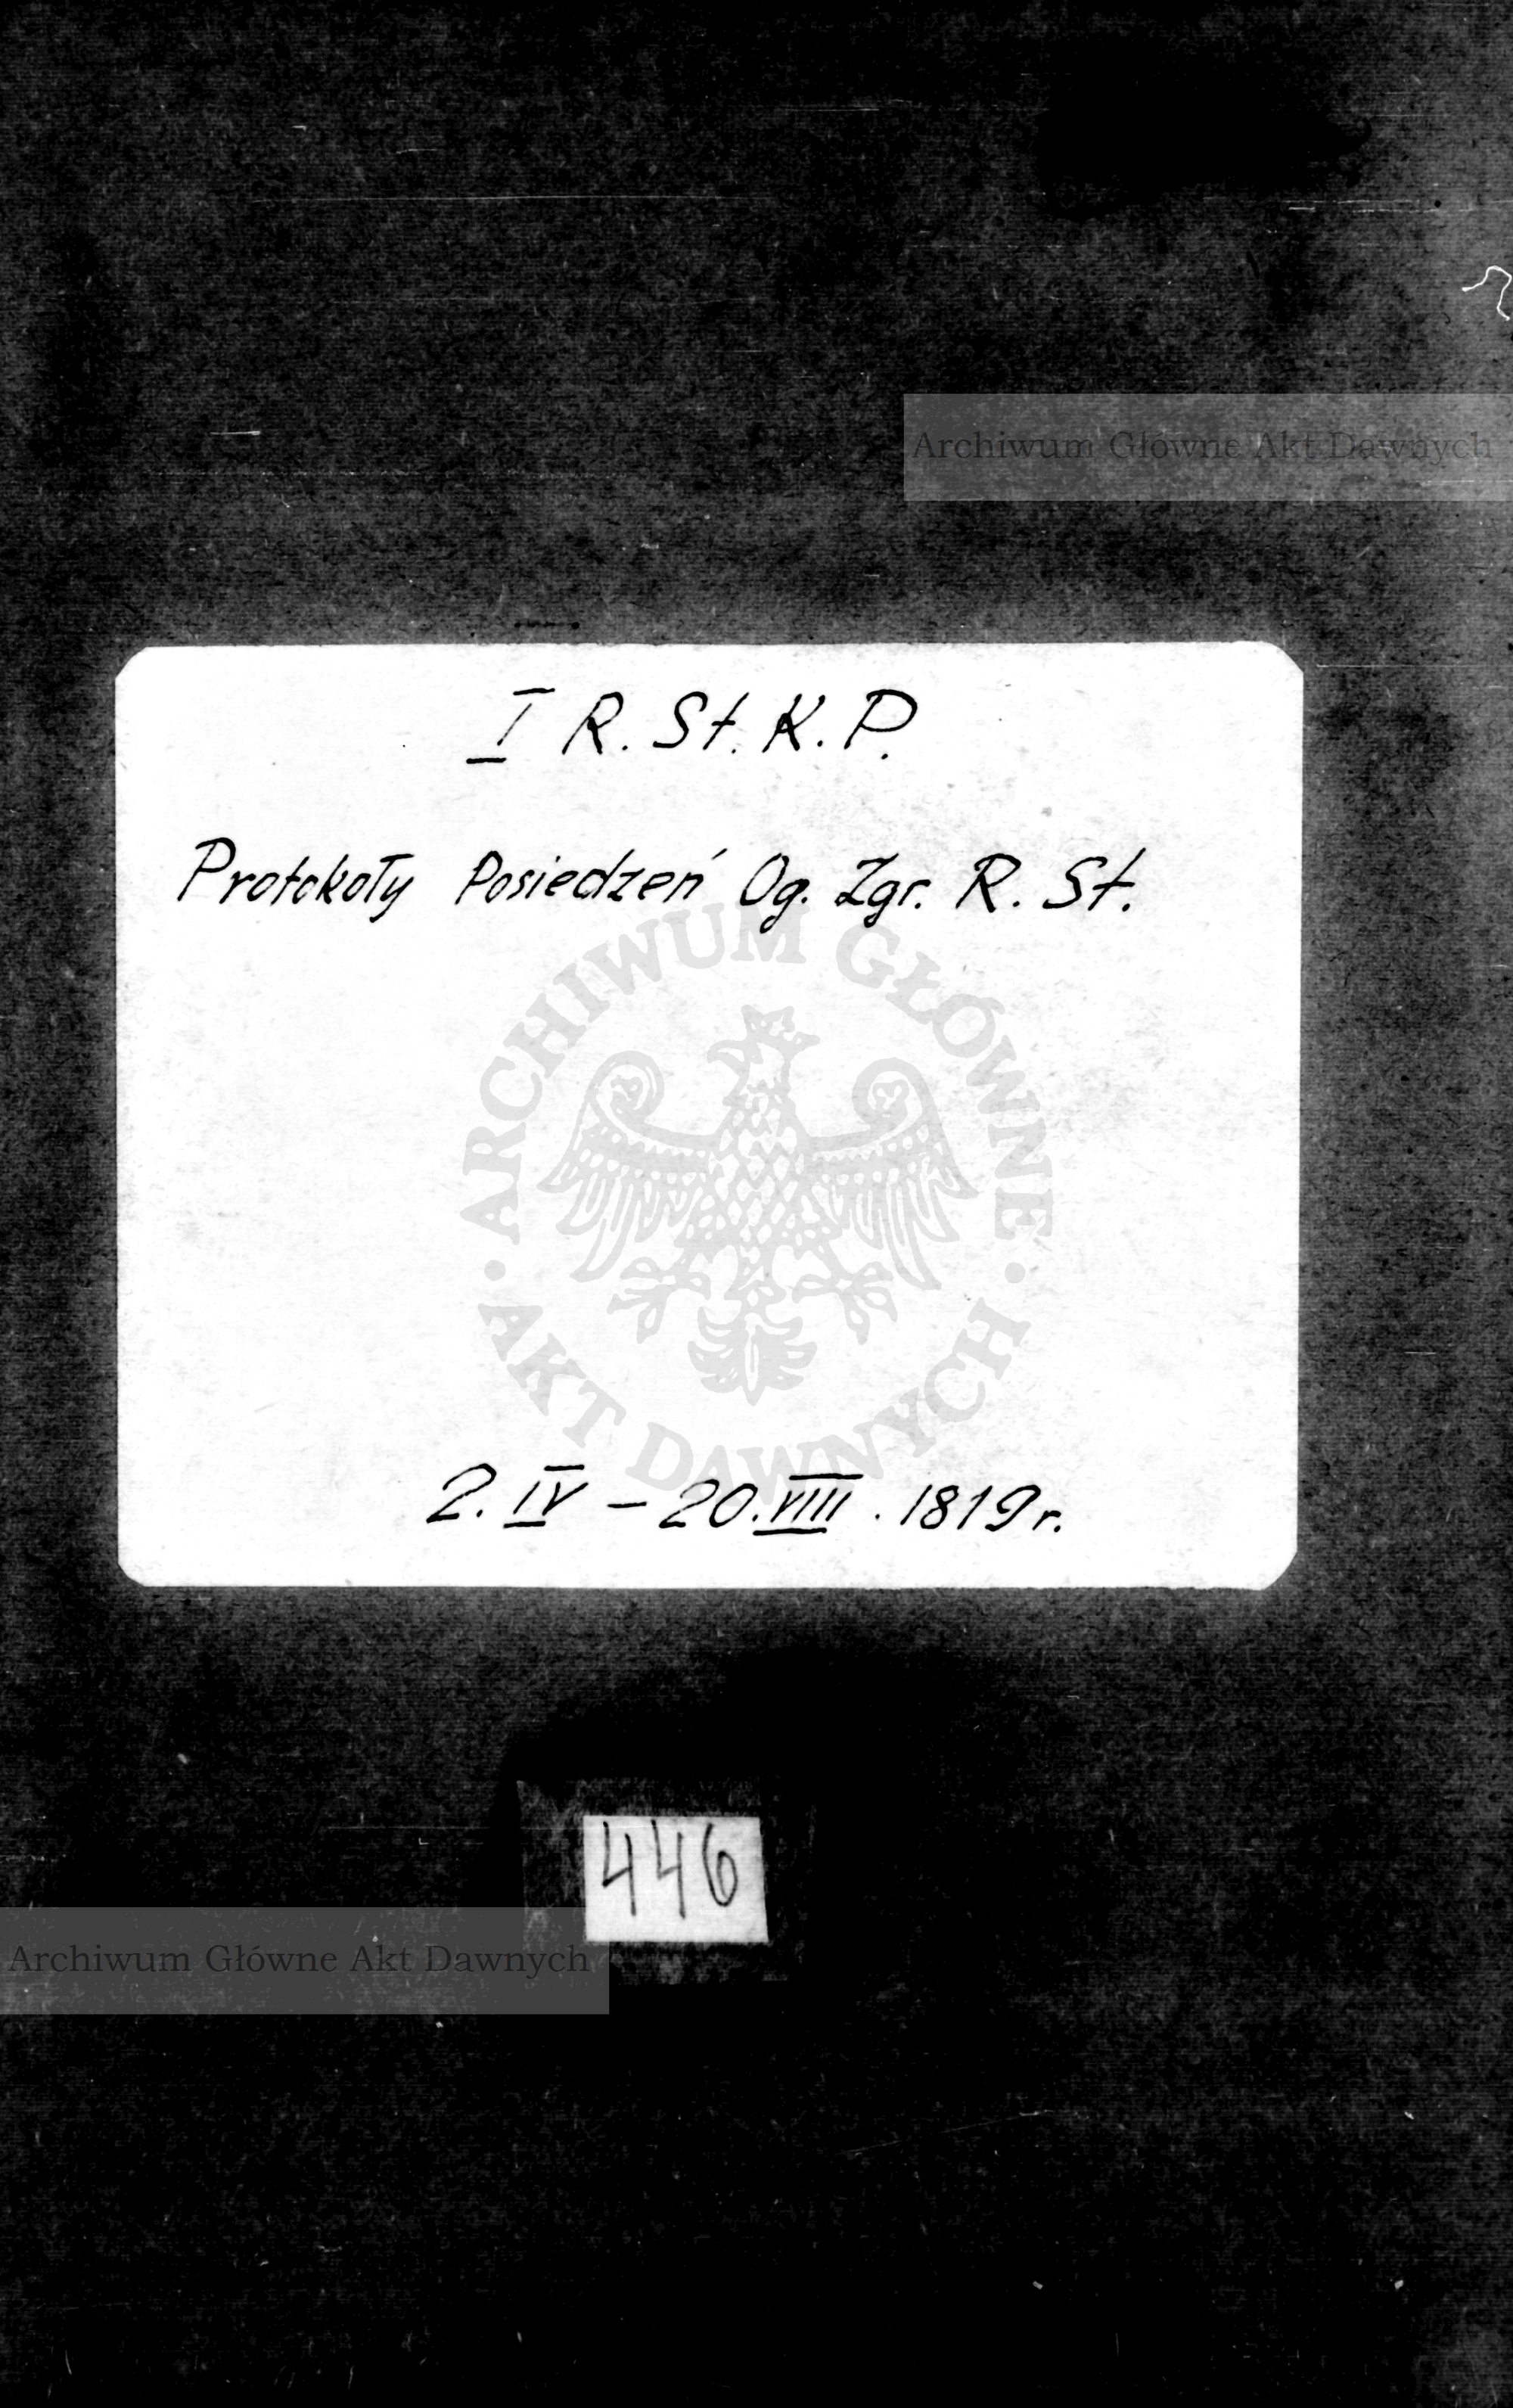 Archiwum Główne Akt Dawnych
I R. St. K. P.
Protokoły Posiedzeń Og. Zgr. R. St.
ARCHIWUM GŁÓWNE
· AKT DAWNYCH ·
2. IV – 20. VIII . 1819 r.
446
Archiwum Główne Akt Dawnych